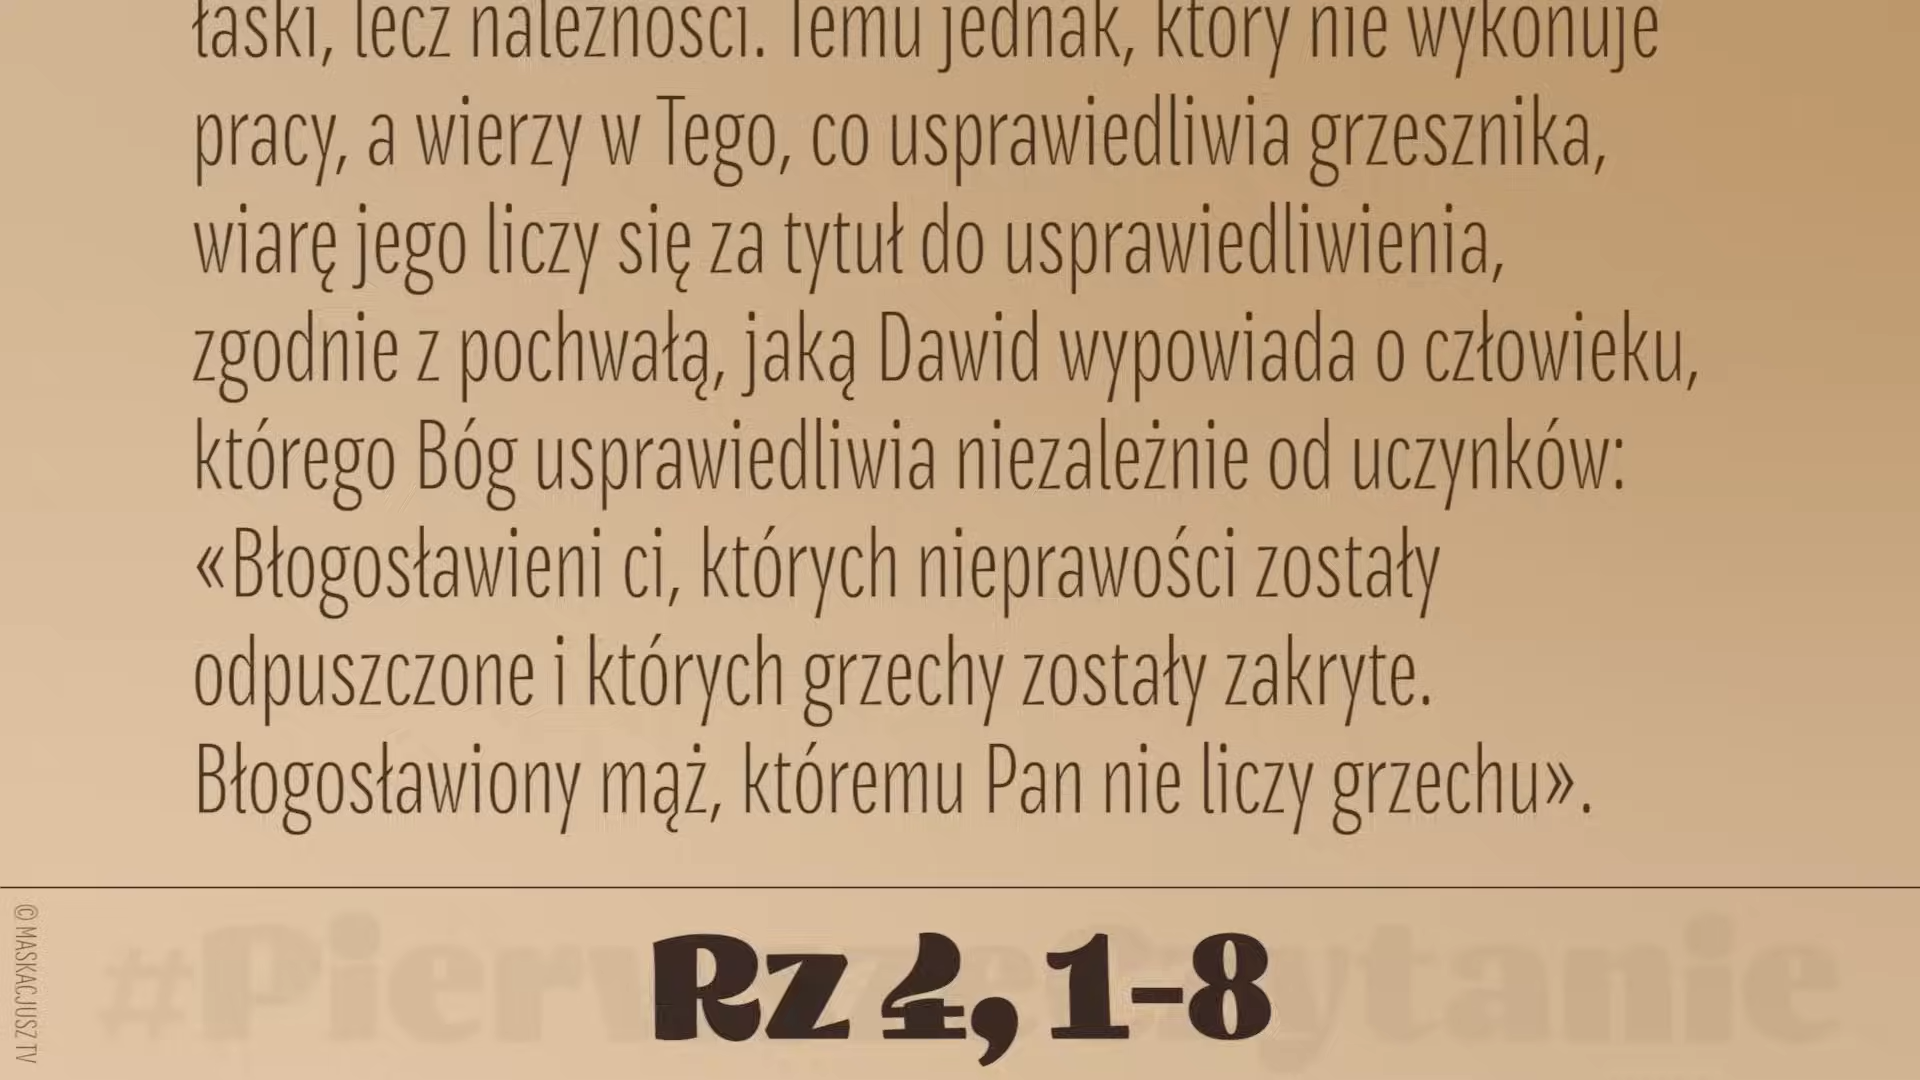 łaski, lecz należności. Temu jednak, który nie wykonuje
pracy, a wierzy w Tego, co usprawiedliwia grzesznika,
wiarę jego liczy się za tytuł do usprawiedliwienia,
zgodnie z pochwałą, jaką Dawid wypowiada o człowieku,
którego Bóg usprawiedliwia niezależnie od uczynków:
«Błogosławieni ci, których nieprawości zostały
odpuszczone i których grzechy zostały zakryte.
Błogosławiony mąż, któremu Pan nie liczy grzechu».
#PierwszeCzytanie
Rz 4, 1-8
© MASKACJUSZ TV